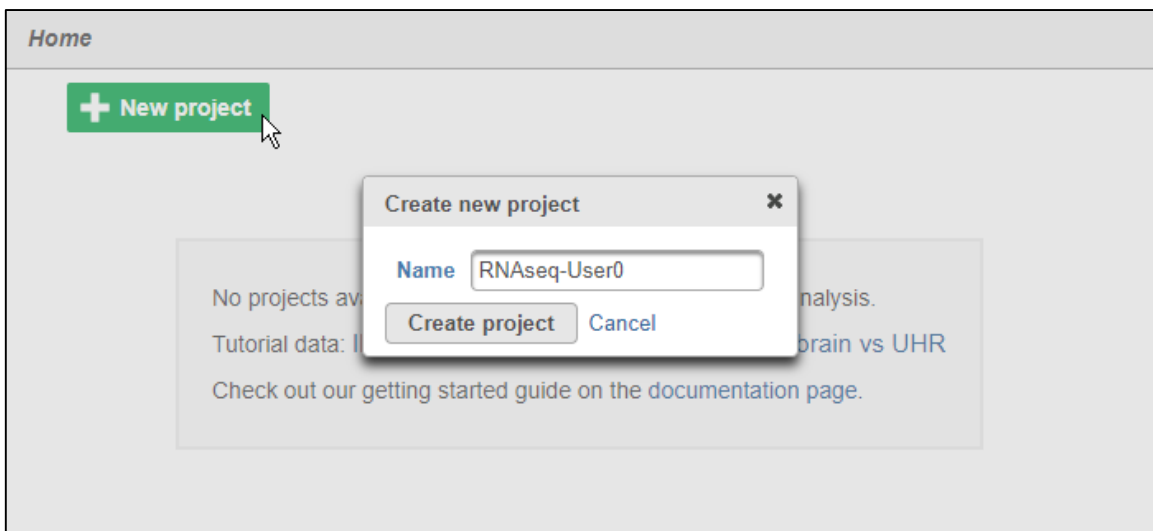 Home
New project
Create new project
Name RNAseq-User0
Create project Cancel
No projects nalysis.
Tutorial data: brain vs UHR
Check out our getting started guide on the documentation page.